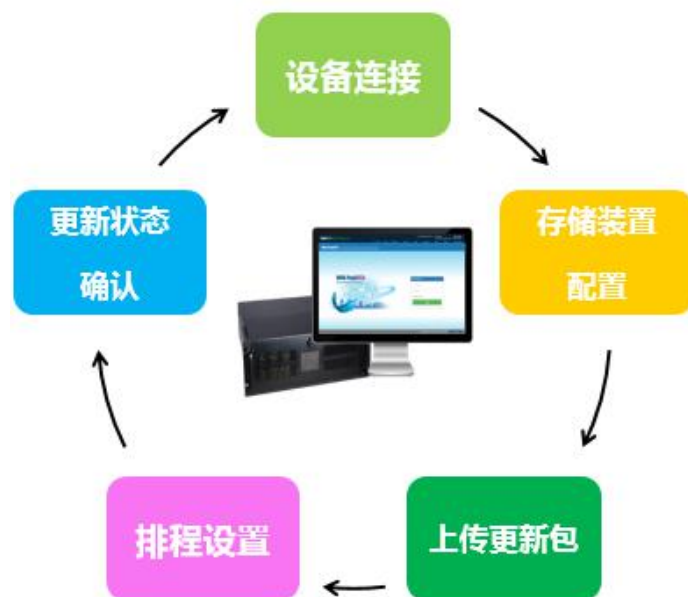 设备连接
存储装置
配置
上传更新包
排程设置
更新状态
确认